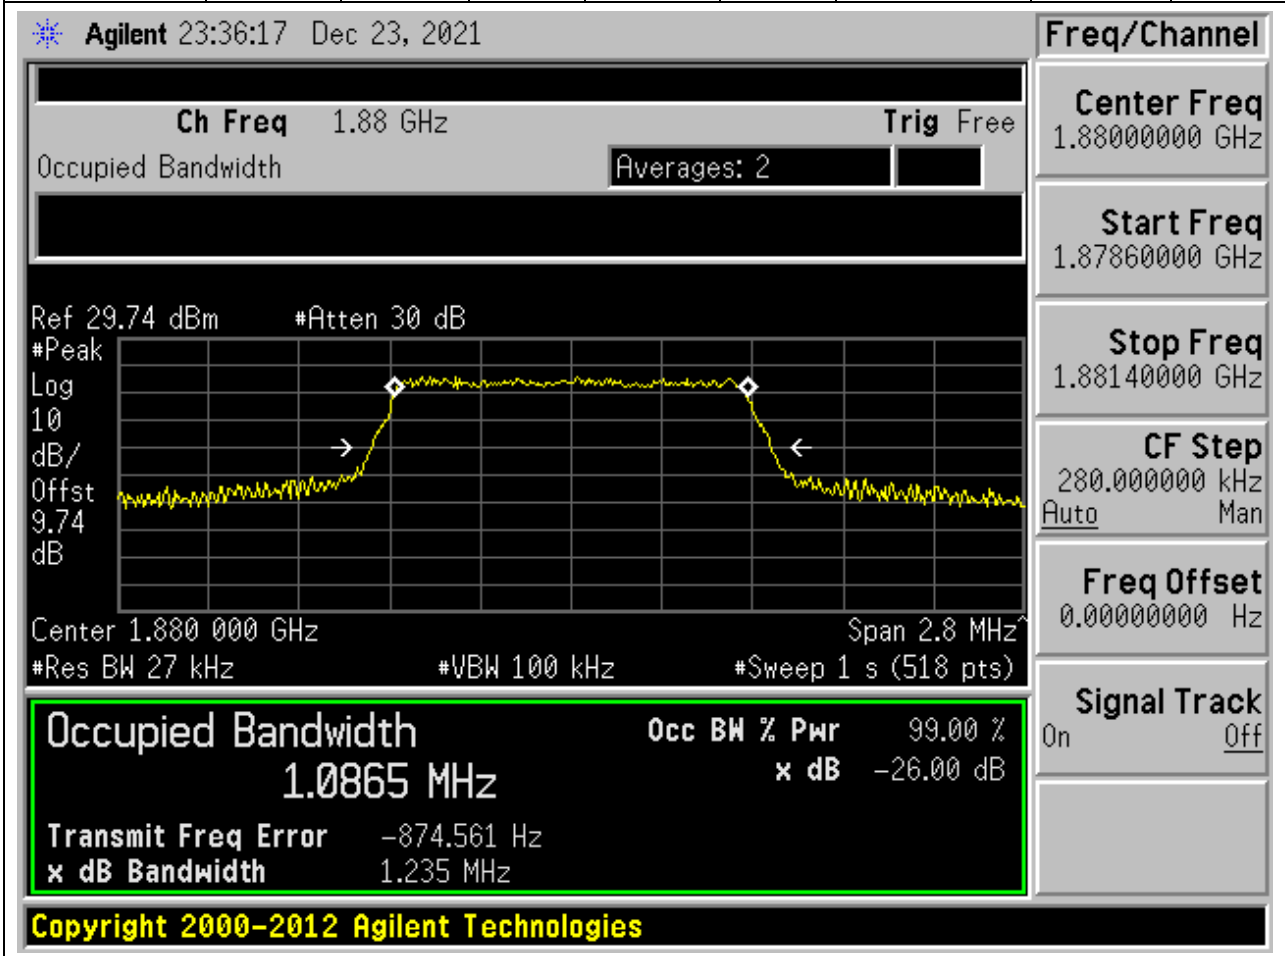 Agilent 23:36:17 Dec 23, 2021
Freq/Channel
Ch Freq 1.88 GHz Trig Free
Occupied Bandwidth Averages: 2
Center Freq
1.88000000 GHz
Start Freq
1.87860000 GHz
Stop Freq
1.88140000 GHz
CF Step
280.000000 kHz
Auto Man
Freq Offset
0.00000000 Hz
Signal Track
On Off
Ref 29.74 dBm #Atten 30 dB
#Peak
Log
10
dB/
Offst
9.74
dB
Center 1.880 000 GHz Span 2.8 MHz^
#Res BW 27 kHz #VBW 100 kHz #Sweep 1 s (518 pts)
Occupied Bandwidth Occ BW % Pwr 99.00 %
1.0865 MHz x dB -26.00 dB
Transmit Freq Error -874.561 Hz
x dB Bandwidth 1.235 MHz
Copyright 2000-2012 Agilent Technologies